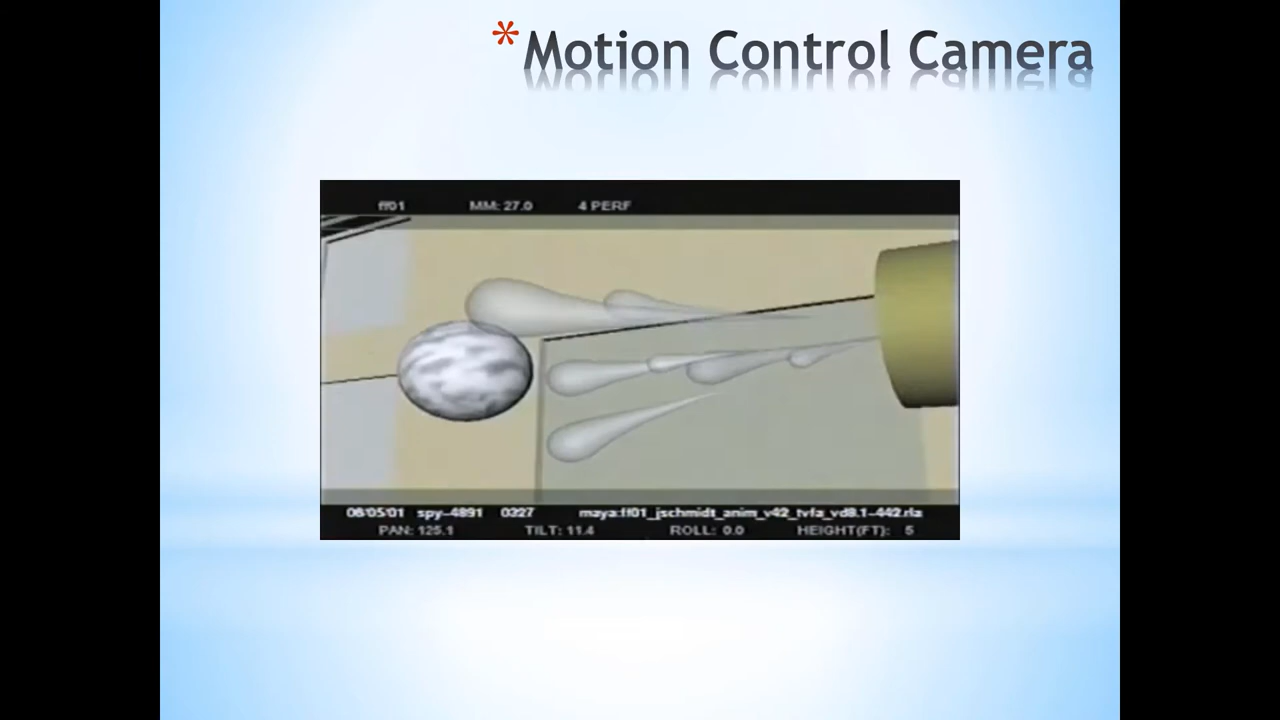 * Motion Control Camera
ff01 MM: 27.0 4 PERF
08/05/01 spy-4891 0327 maya:ff01_jschmidt_anim_v42_tvfa_vd8.1-442.rla
PAN: 125.1 TILT: 11.4 ROLL: 0.0 HEIGHT(FT): 5